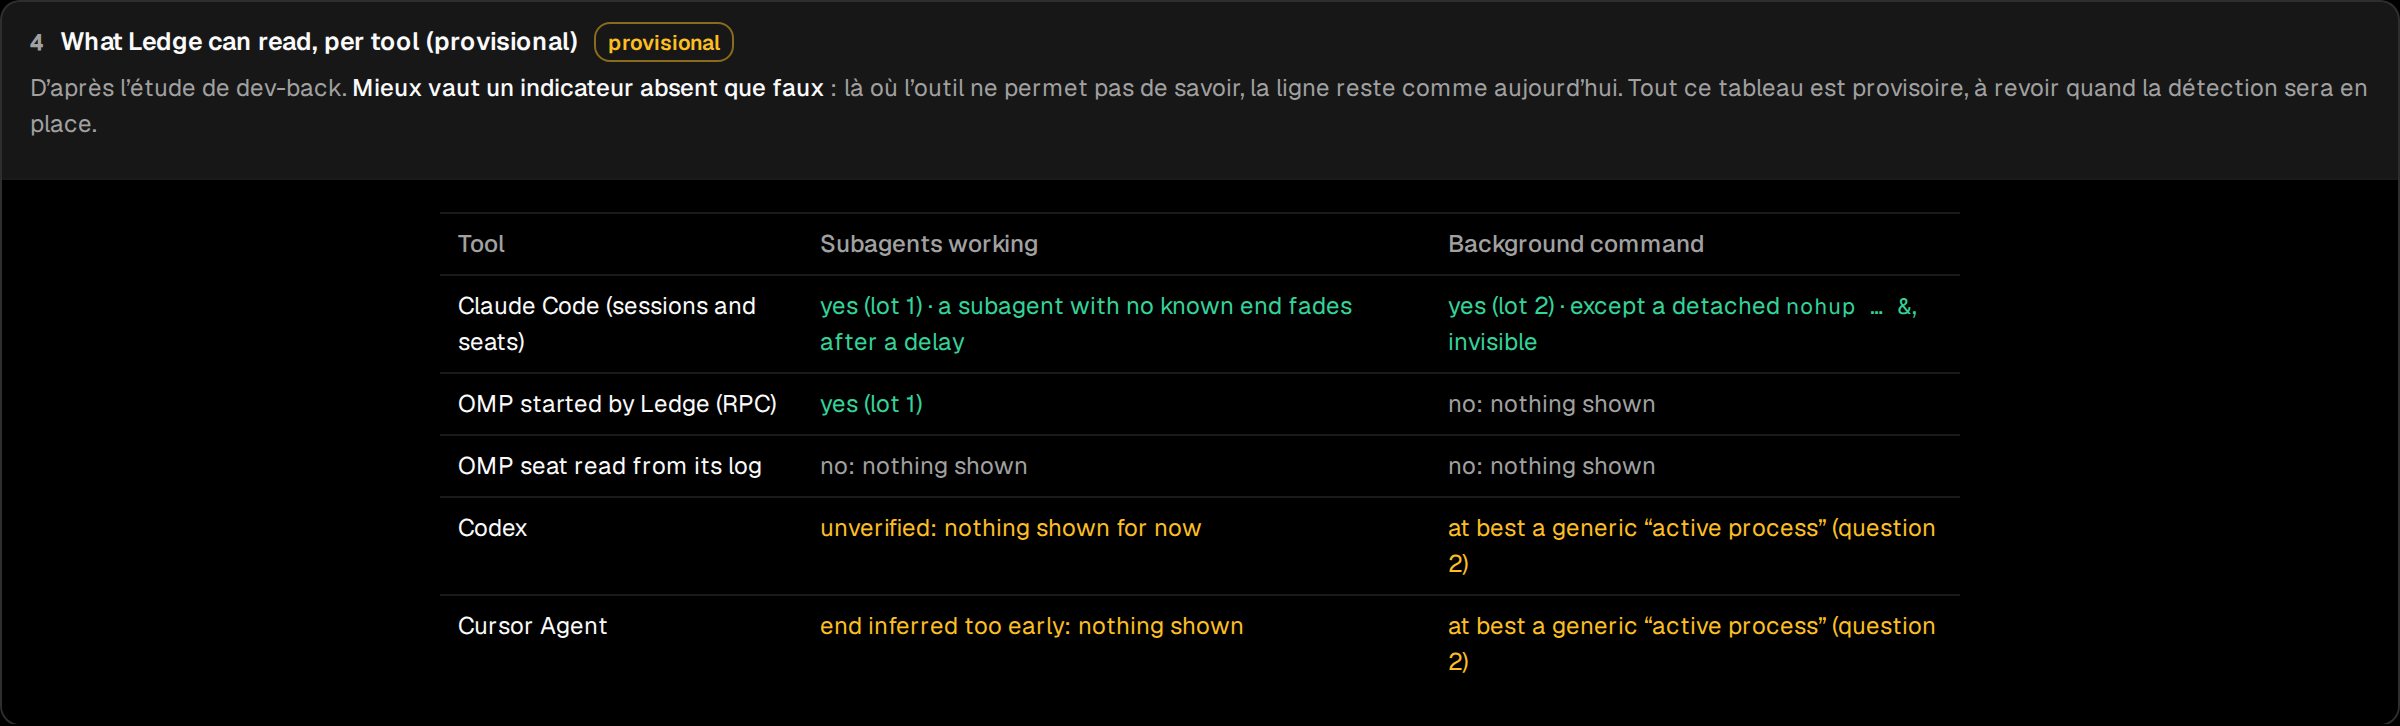 4 What Ledge can read, per tool (provisional) provisional
D’après l’étude de dev-back. Mieux vaut un indicateur absent que faux : là où l’outil ne permet pas de savoir, la ligne reste comme aujourd’hui. Tout ce tableau est provisoire, à revoir quand la détection sera en
place.
Tool Subagents working Background command
Claude Code (sessions and
seats)
yes (lot 1) · a subagent with no known end fades
after a delay
yes (lot 2) · except a detached nohup … &,
invisible
OMP started by Ledge (RPC) yes (lot 1) no: nothing shown
OMP seat read from its log no: nothing shown no: nothing shown
Codex unverified: nothing shown for now at best a generic “active process” (question
2)
Cursor Agent end inferred too early: nothing shown at best a generic “active process” (question
2)